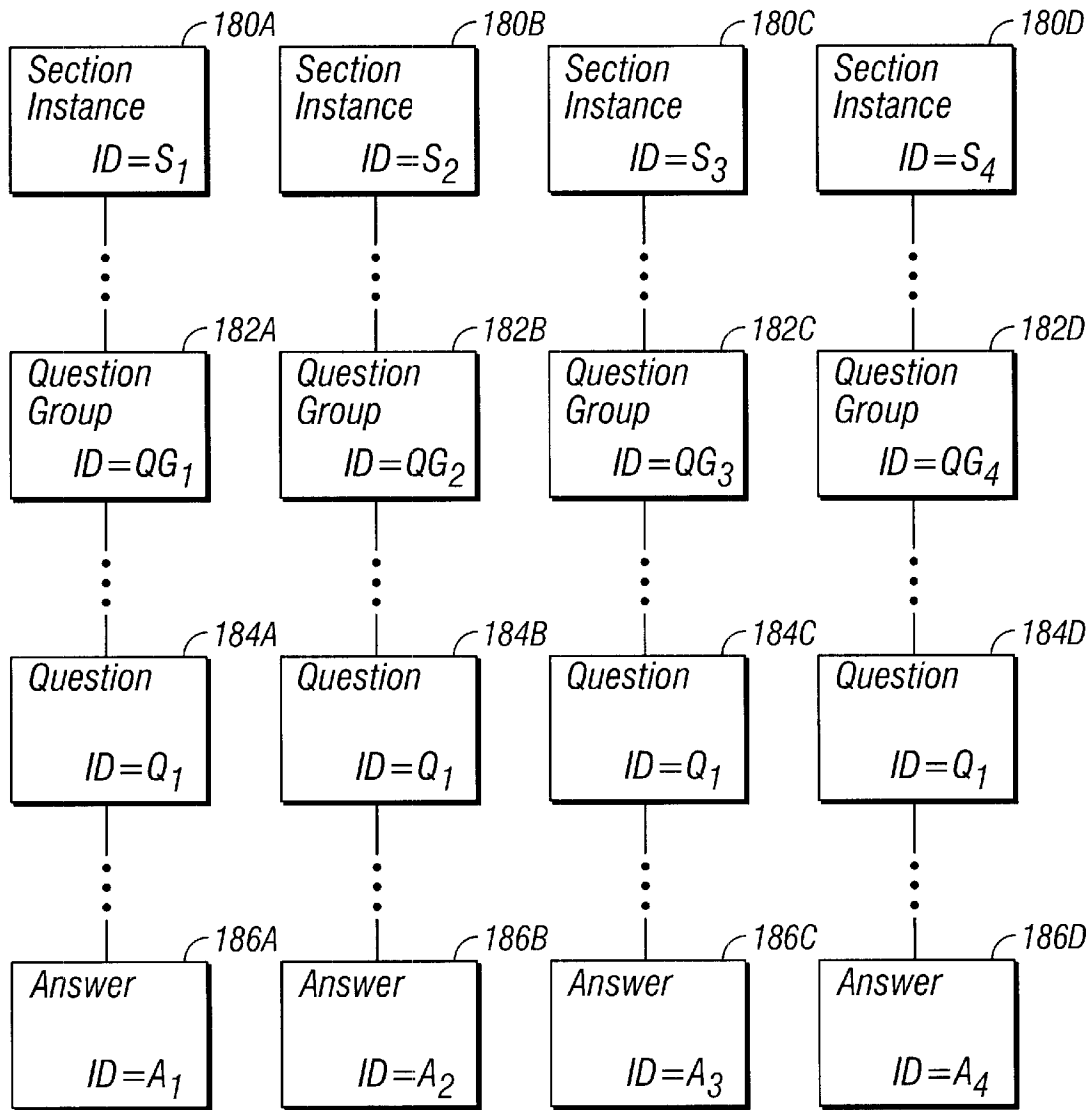 180A 180B 180C 180D
Section Section Section Section
Instance Instance Instance Instance
ID=S1 ID=S2 ID=S3 ID=S4
182A 182B 182C 182D
Question Question Question Question
Group Group Group Group
ID=QG1 ID=QG2 ID=QG3 ID=QG4
184A 184B 184C 184D
Question Question Question Question
ID=Q1 ID=Q1 ID=Q1 ID=Q1
186A 186B 186C 186D
Answer Answer Answer Answer
ID=A1 ID=A2 ID=A3 ID=A4